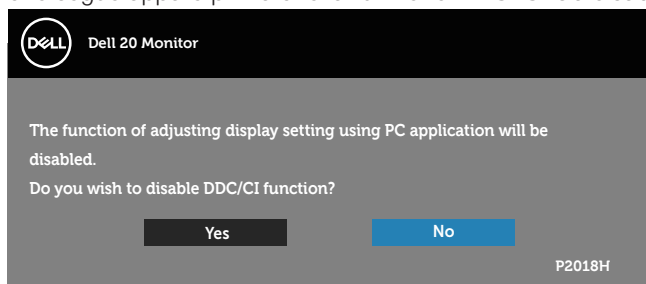 DELL Dell 20 Monitor
The function of adjusting display setting using PC application will be
disabled.
Do you wish to disable DDC/CI function?
Yes No
P2018H